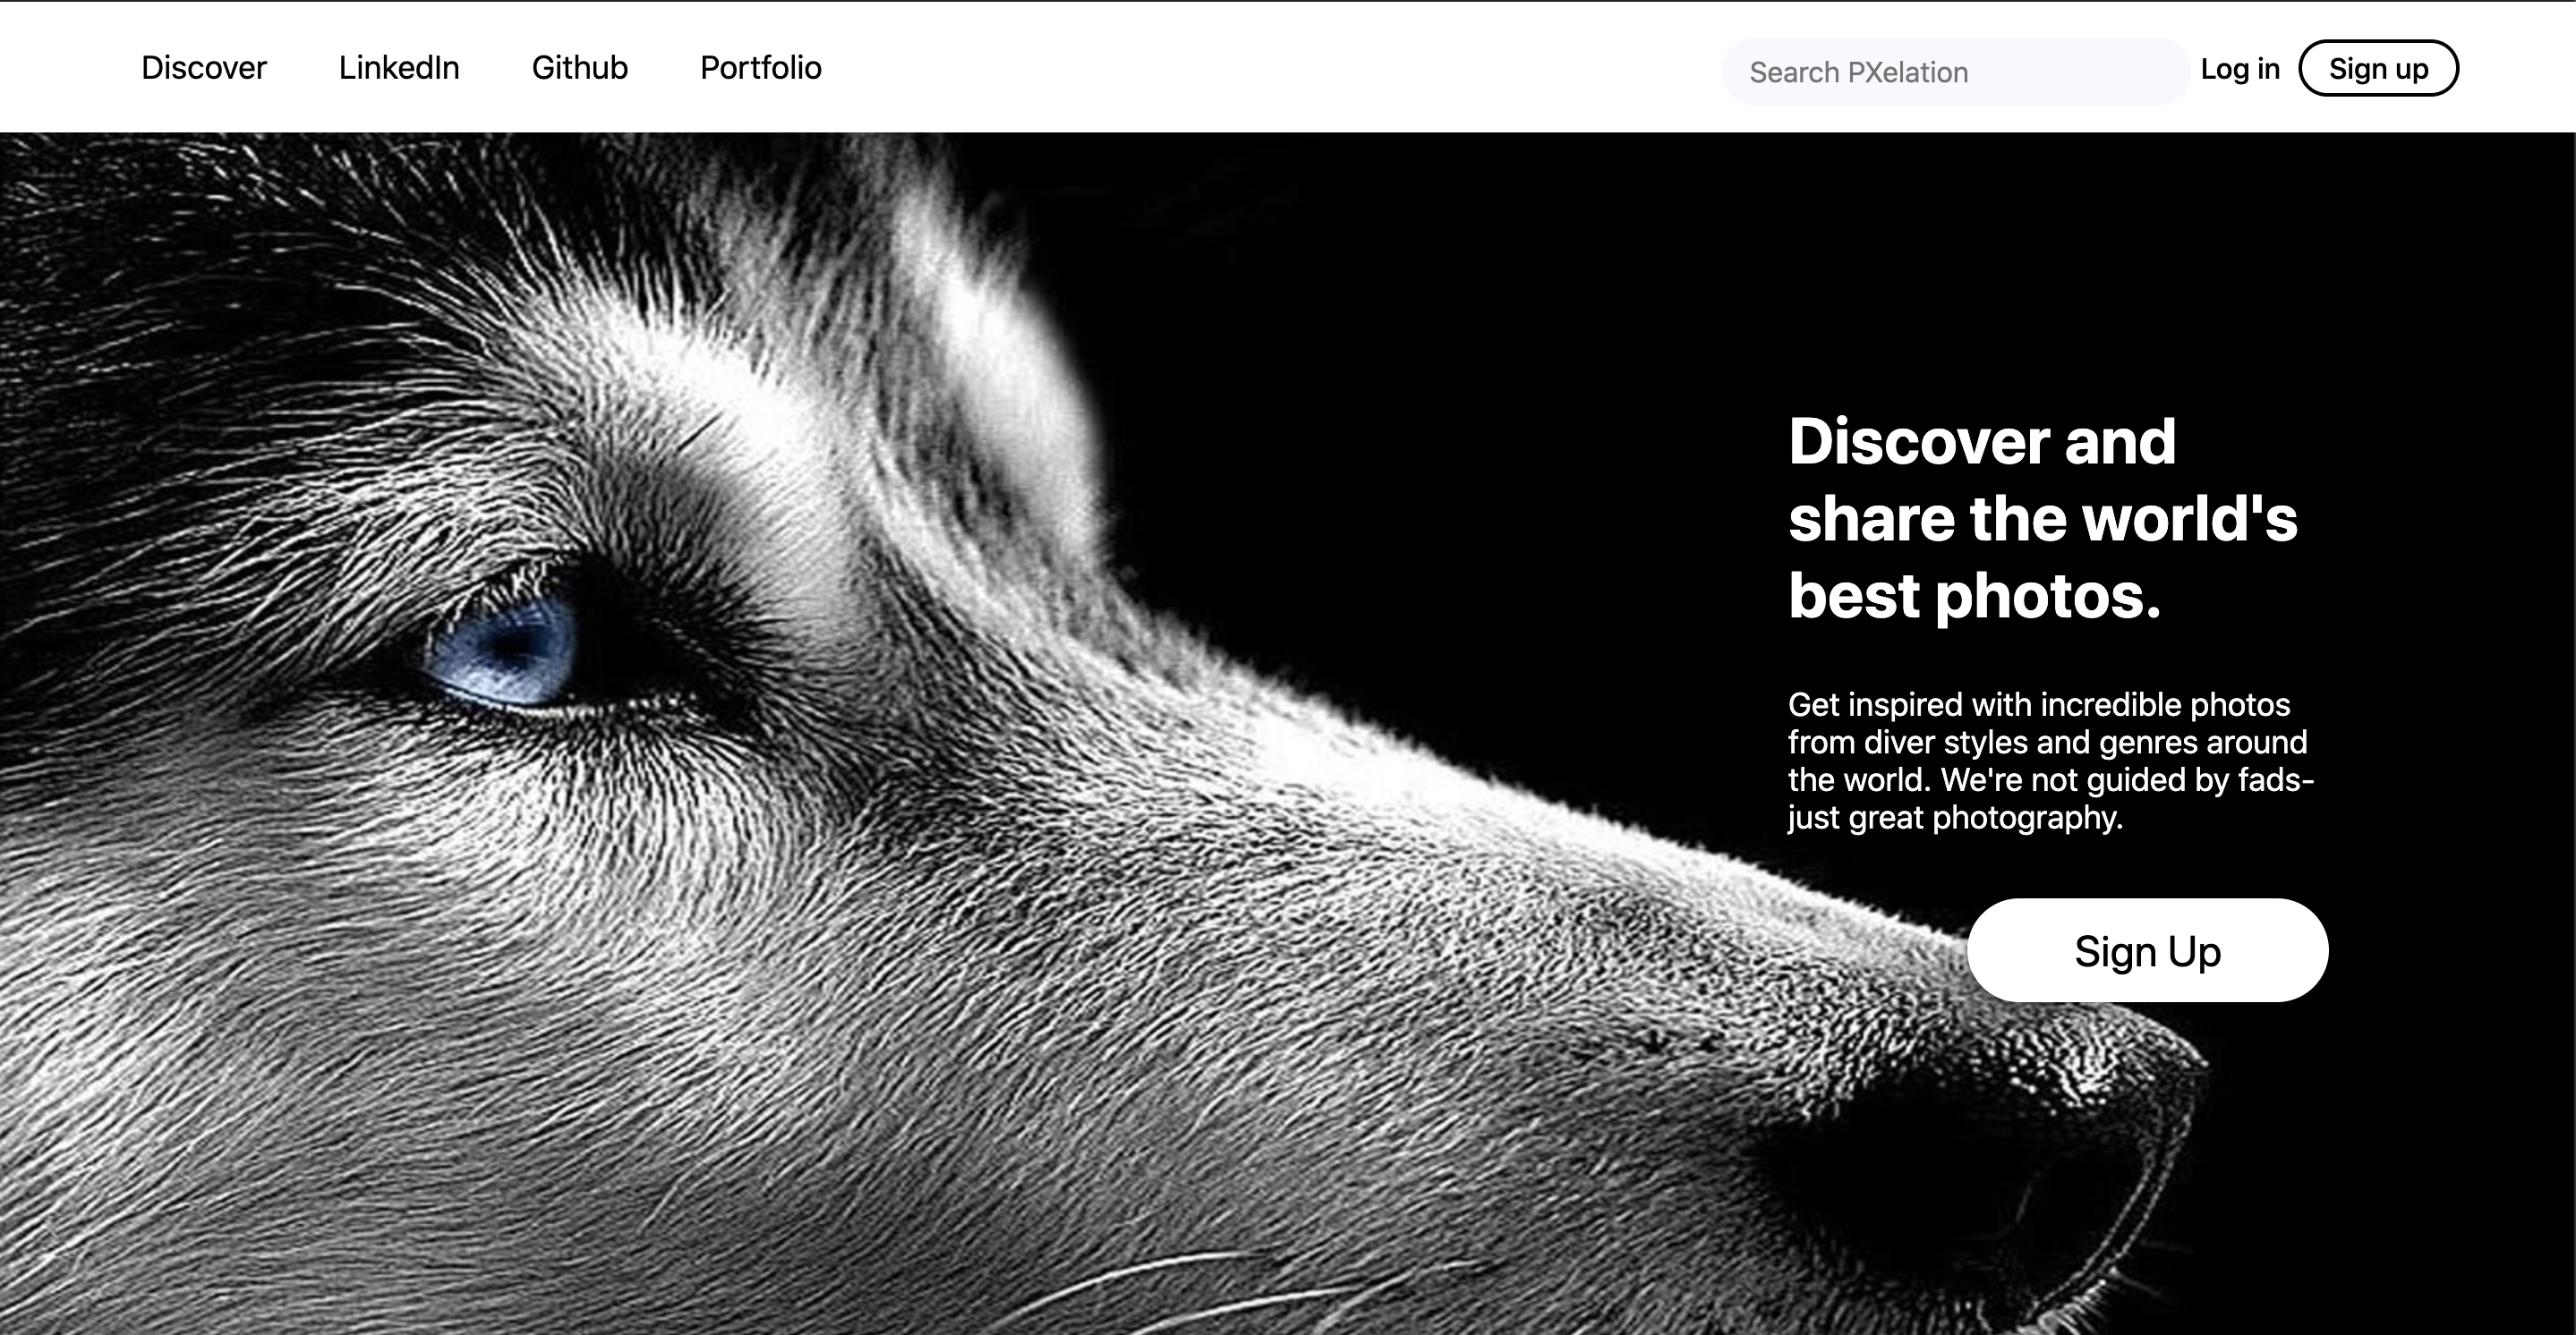 Discover LinkedIn Github Portfolio Search PXelation Log in Sign up
Discover and
share the world's
best photos.
Get inspired with incredible photos
from diver styles and genres around
the world. We're not guided by fads-
just great photography.
Sign Up